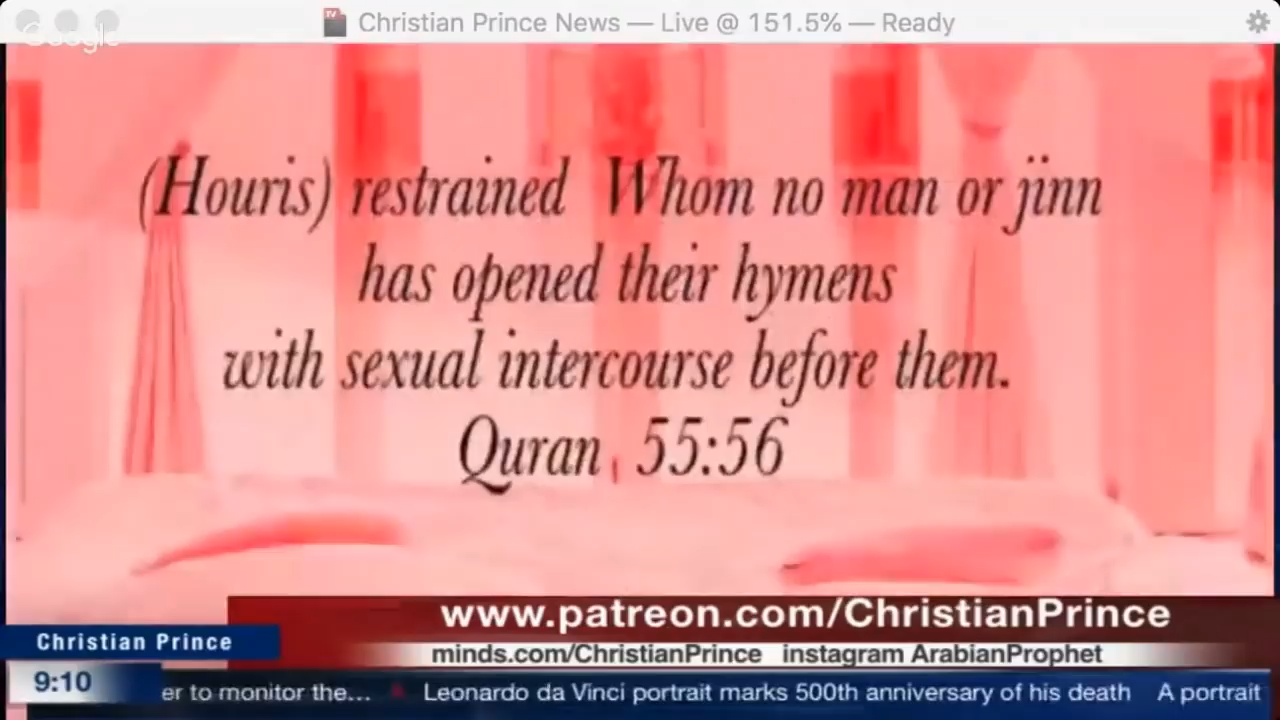 Christian Prince News — Live @ 151.5% — Ready
Google
(Houris) restrained Whom no man or jinn
has opened their hymens
with sexual intercourse before them.
Quran 55:56
www.patreon.com/ChristianPrince
Christian Prince
minds.com/ChristianPrince instagram ArabianProphet
9:10
er to monitor the... Leonardo da Vinci portrait marks 500th anniversary of his death A portrait